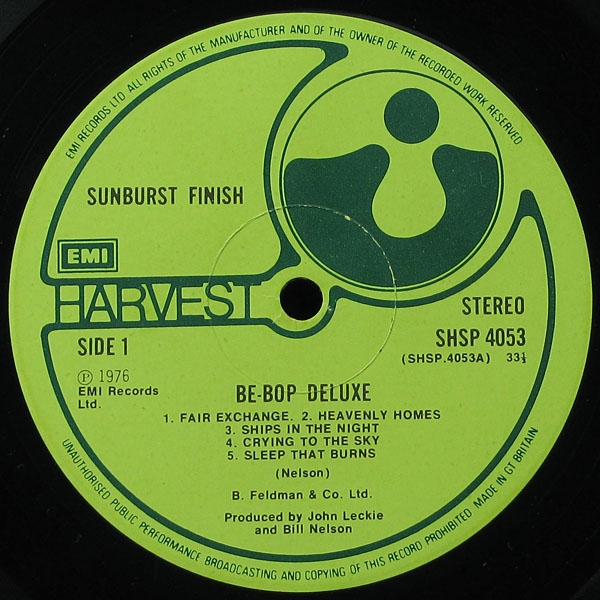 EMI RECORDS LTD ALL RIGHTS OF THE MANUFACTURER AND OF THE OWNER OF THE RECORDED WORK RESERVED
SUNBURST FINISH
EMI
HARVEST
SIDE 1
STEREO
SHSP 4053
(SHSP.4053A) 33⅓
℗ 1976
EMI Records
Ltd.
BE-BOP DELUXE
1. FAIR EXCHANGE. 2. HEAVENLY HOMES
3. SHIPS IN THE NIGHT
4. CRYING TO THE SKY
5. SLEEP THAT BURNS
(Nelson)
B. Feldman & Co. Ltd.
Produced by John Leckie
and Bill Nelson
UNAUTHORISED PUBLIC PERFORMANCE BROADCASTING AND COPYING OF THIS RECORD PROHIBITED MADE IN GT BRITAIN